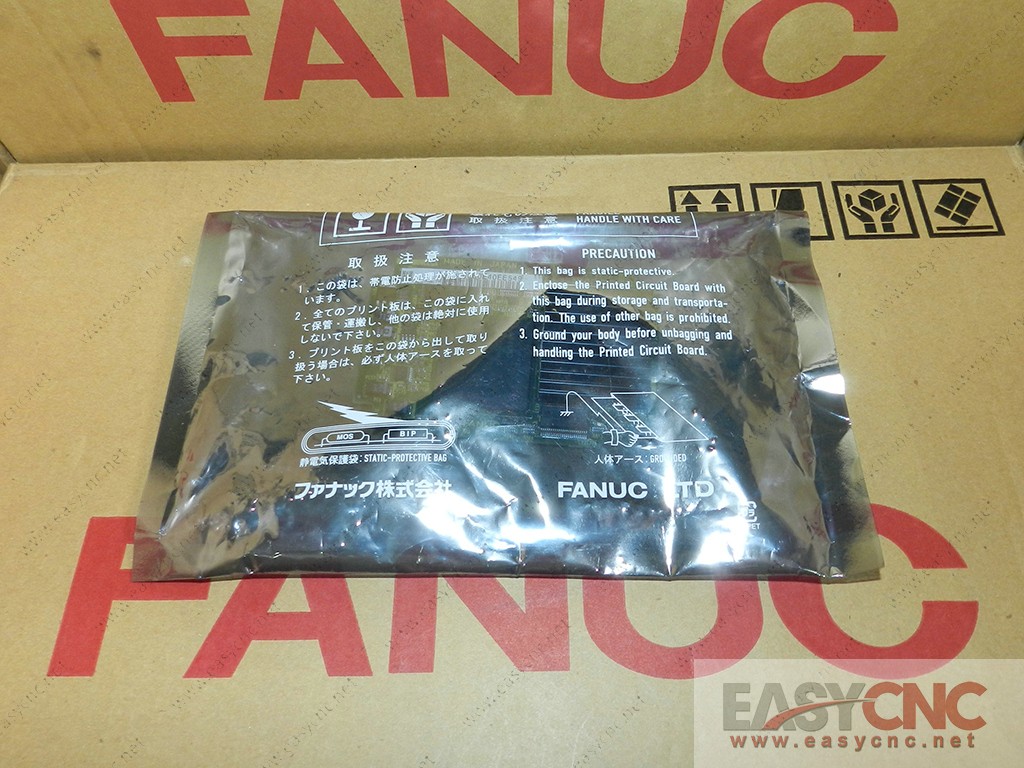 FANUC
取扱注意 HANDLE WITH CARE
取扱注意
1．この袋は、帯電防止処理が施されて
います。
2．全てのプリント板は、この袋に入れ
て保管・運搬し、他の袋は絶対に使用
しないで下さい。
3．プリント板をこの袋から出して取り
扱う場合は、必ず人体アースを取って
下さい。
PRECAUTION
1. This bag is static-protective.
2. Enclose the Printed Circuit Board with
this bag during storage and transporta-
tion. The use of other bag is prohibited.
3. Ground your body before unbagging and
handling the Printed Circuit Board.
MOS BIP
静電気保護袋: STATIC-PROTECTIVE BAG
人体アース: GROUNDED
ファナック株式会社
FANUC LTD
FANUC
EASYCNC
www.easycnc.net